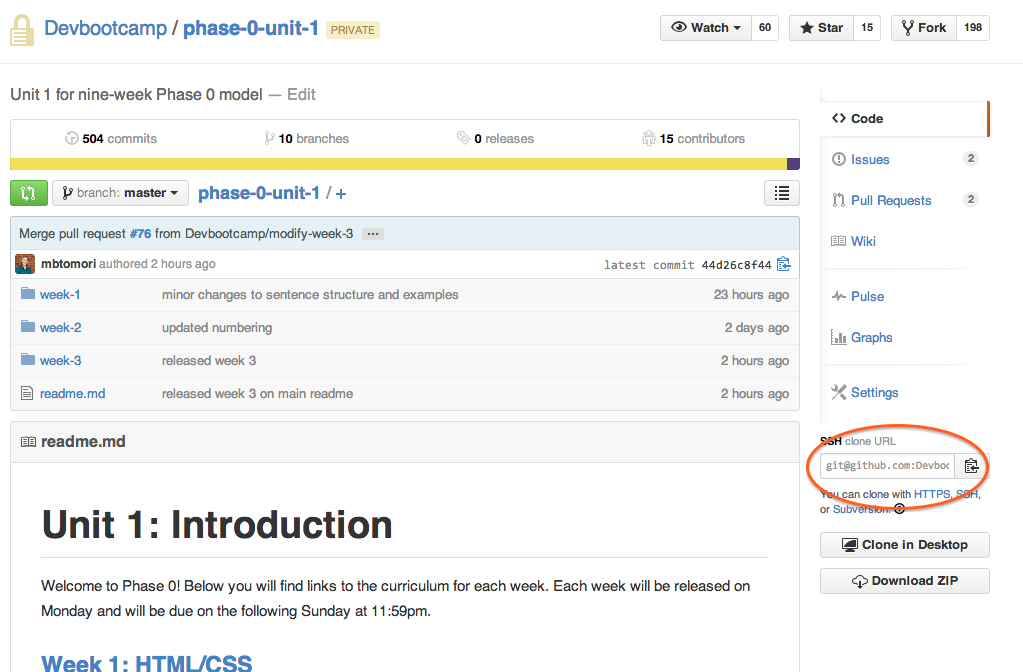 Devbootcamp / phase-0-unit-1 PRIVATE
Watch 60 Star 15 Fork 198
Unit 1 for nine-week Phase 0 model — Edit
504 commits 10 branches 0 releases 15 contributors
branch: master phase-0-unit-1 / +
Merge pull request #76 from Devbootcamp/modify-week-3 ...
mbtomori authored 2 hours ago latest commit 44d26c8f44
week-1 minor changes to sentence structure and examples 23 hours ago
week-2 updated numbering 2 days ago
week-3 released week 3 2 hours ago
readme.md released week 3 on main readme 2 hours ago
readme.md
Unit 1: Introduction
Welcome to Phase 0! Below you will find links to the curriculum for each week. Each week will be released on
Monday and will be due on the following Sunday at 11:59pm.
Week 1: HTML/CSS
Code
Issues 2
Pull Requests 2
Wiki
Pulse
Graphs
Settings
SSH clone URL
git@github.com:Devboo
You can clone with HTTPS, SSH,
or Subversion.
Clone in Desktop
Download ZIP